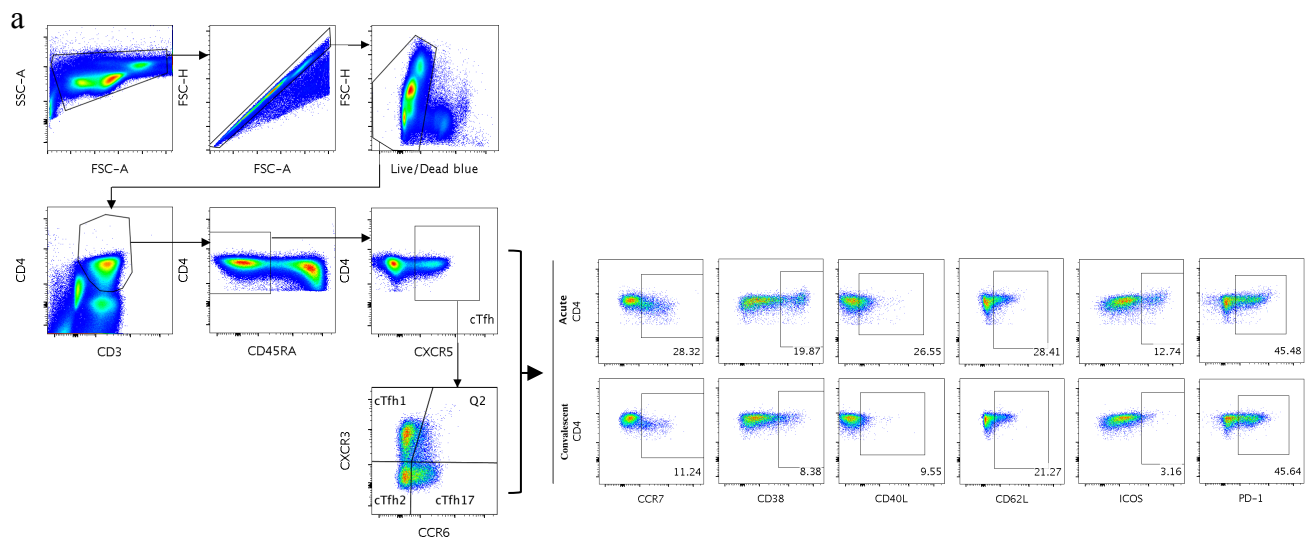 a
SSC-A
FSC-A
FSC-H
FSC-A
FSC-H
Live/Dead blue
CD4
CD3
CD4
CD45RA
CD4
cTfh
CXCR5
cTfh1
Q2
CXCR3
cTfh2
cTfh17
CCR6
Acute
CD4
28.32
19.87
26.55
28.41
12.74
45.48
Convalescent
CD4
11.24
8.38
9.55
21.27
3.16
45.64
CCR7
CD38
CD40L
CD62L
ICOS
PD-1